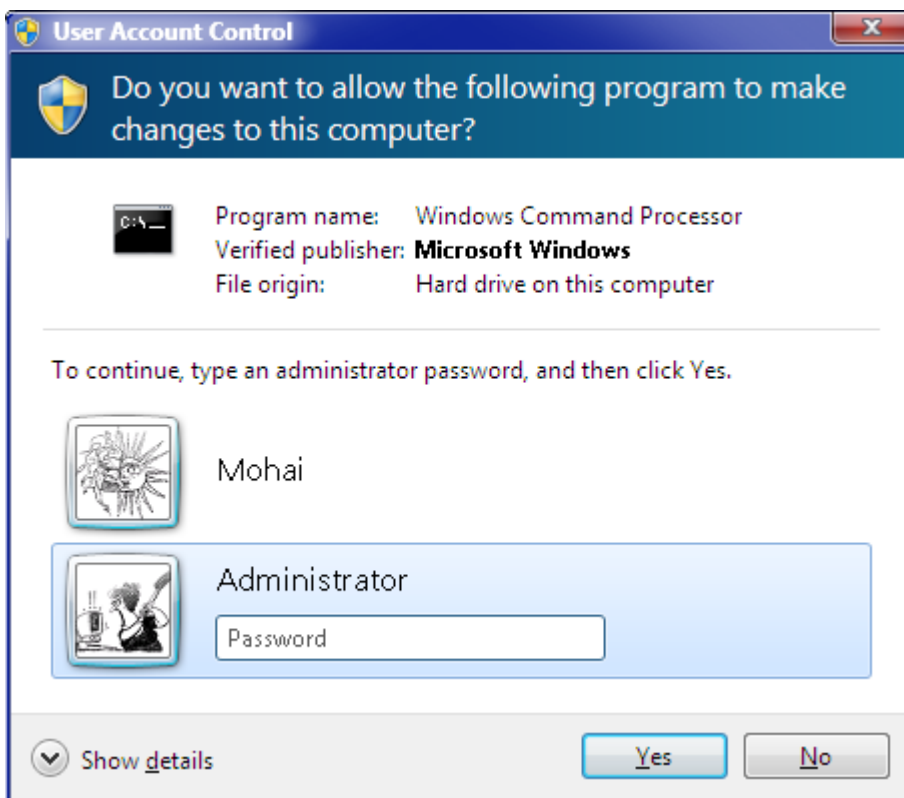 User Account Control
Do you want to allow the following program to make
changes to this computer?
C:\_
Program name: Windows Command Processor
Verified publisher: Microsoft Windows
File origin: Hard drive on this computer
To continue, type an administrator password, and then click Yes.
Mohai
Administrator
Password
Show details
Yes
No